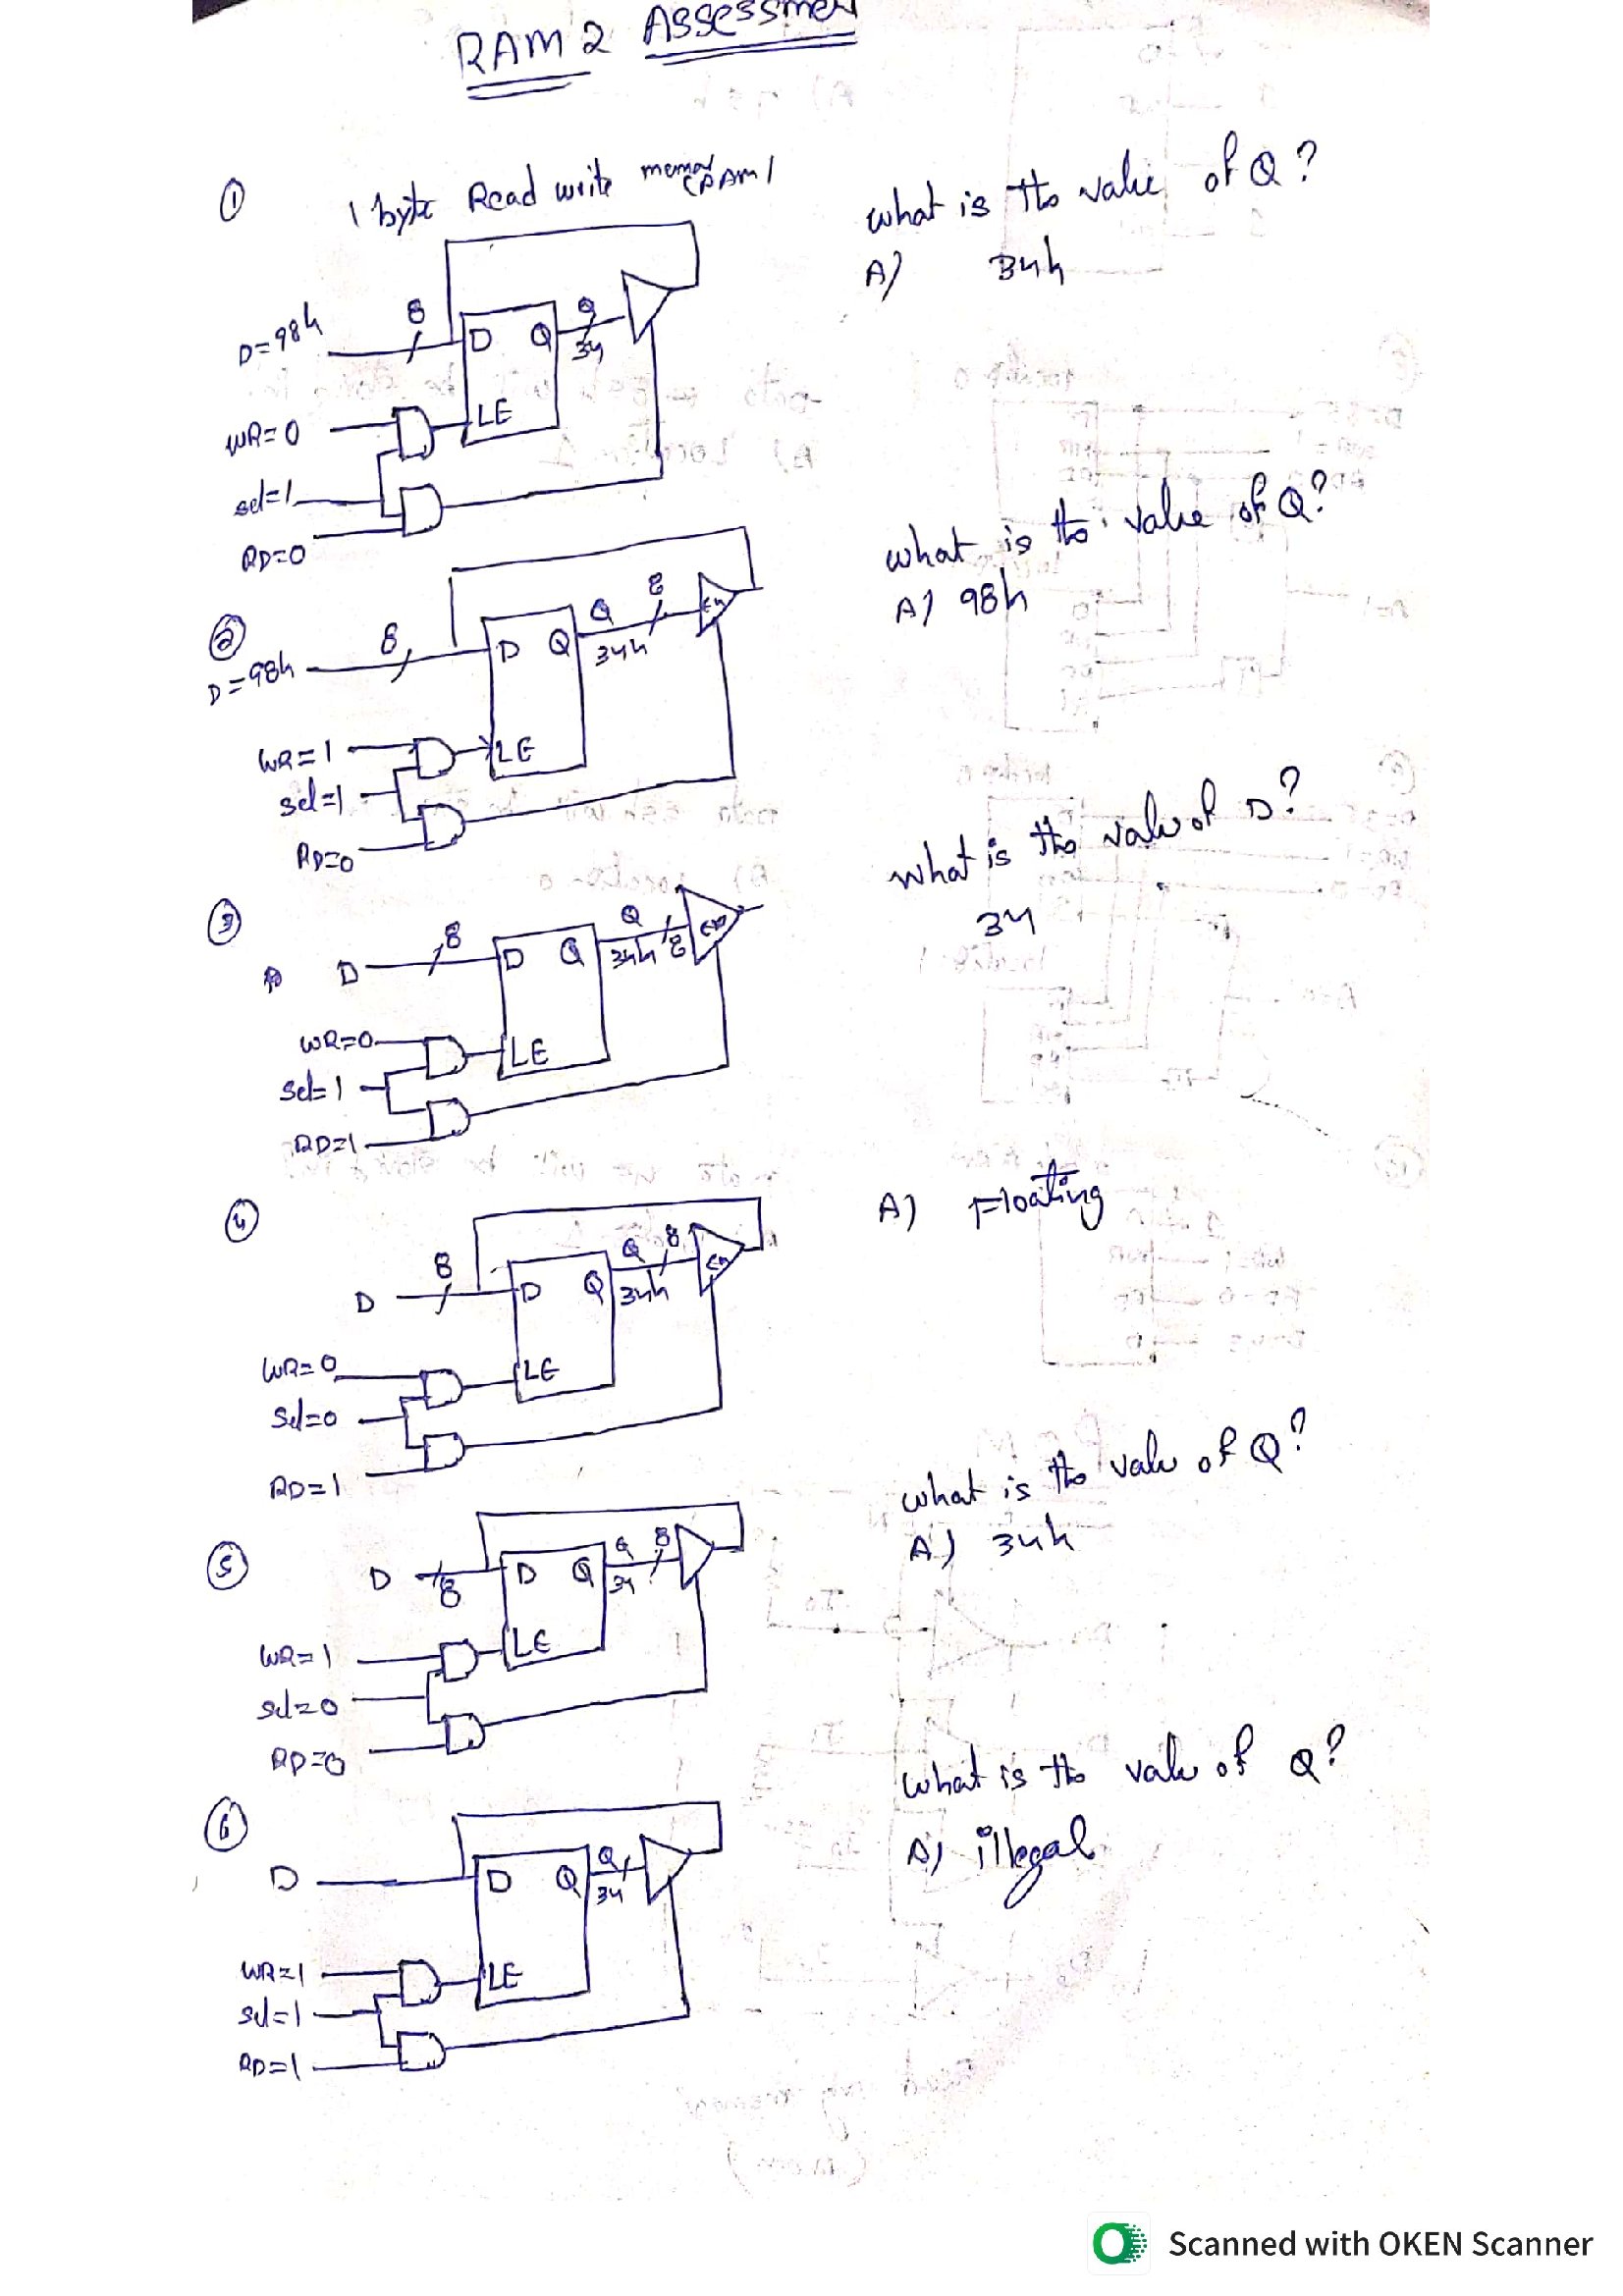 RAM 2 Assessmen
① 1 byte Read write memory (RAM)
what is the value of Q?
A) 34h
D=98h
8
D Q
Q
34
LE
WR=0
sel=1
RD=0
② what is the value of Q?
A) 98h
D=98h
8
D Q
Q
8
34h
EN
LE
WR=1
sel=1
RD=0
③ what is the value of D?
34
D
8
D Q
Q
34h
8
EN
LE
WR=0
sel=1
RD=1
④ A) Floating
D
8
D Q
Q
8
34h
EN
LE
WR=0
Sel=0
RD=1
⑤ what is the value of Q?
A) 34h
D
8
D Q
Q
8
34
LE
WR=1
sel=0
RD=0
⑥ what is the value of Q?
A) illegal
D
D Q
Q
34
LE
WR=1
sel=1
RD=1
Scanned with OKEN Scanner